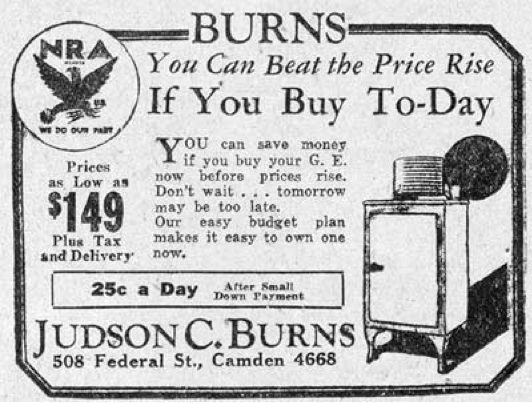 BURNS
NRA
MEMBER
U.S.
WE DO OUR PART
You Can Beat the Price Rise
If You Buy To-Day
YOU can save money
if you buy your G. E.
now before prices rise.
Don't wait . . . tomorrow
may be too late.
Our easy budget plan
makes it easy to own one
now.
Prices
as Low as
$149
Plus Tax
and Delivery
25c a Day
After Small
Down Payment
JUDSON C. BURNS
508 Federal St., Camden 4668